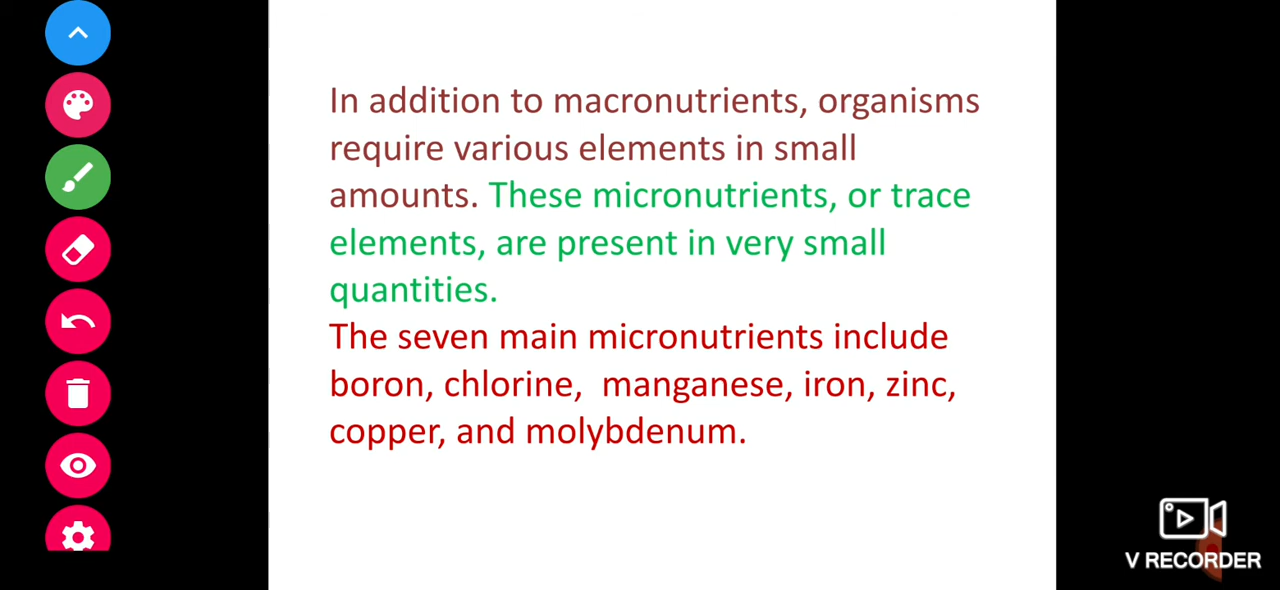 In addition to macronutrients, organisms
require various elements in small
amounts. These micronutrients, or trace
elements, are present in very small
quantities.
The seven main micronutrients include
boron, chlorine,  manganese, iron, zinc,
copper, and molybdenum.
V RECORDER